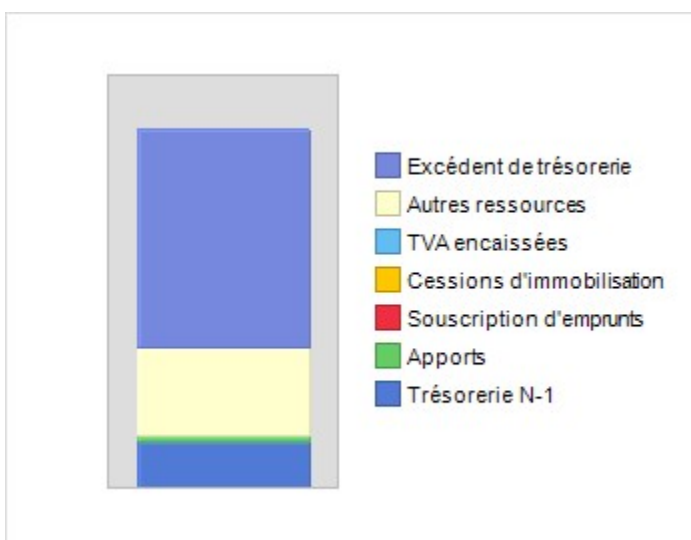 Excédent de trésorerie
Autres ressources
TVA encaissées
Cessions d'immobilisation
Souscription d'emprunts
Apports
Trésorerie N-1